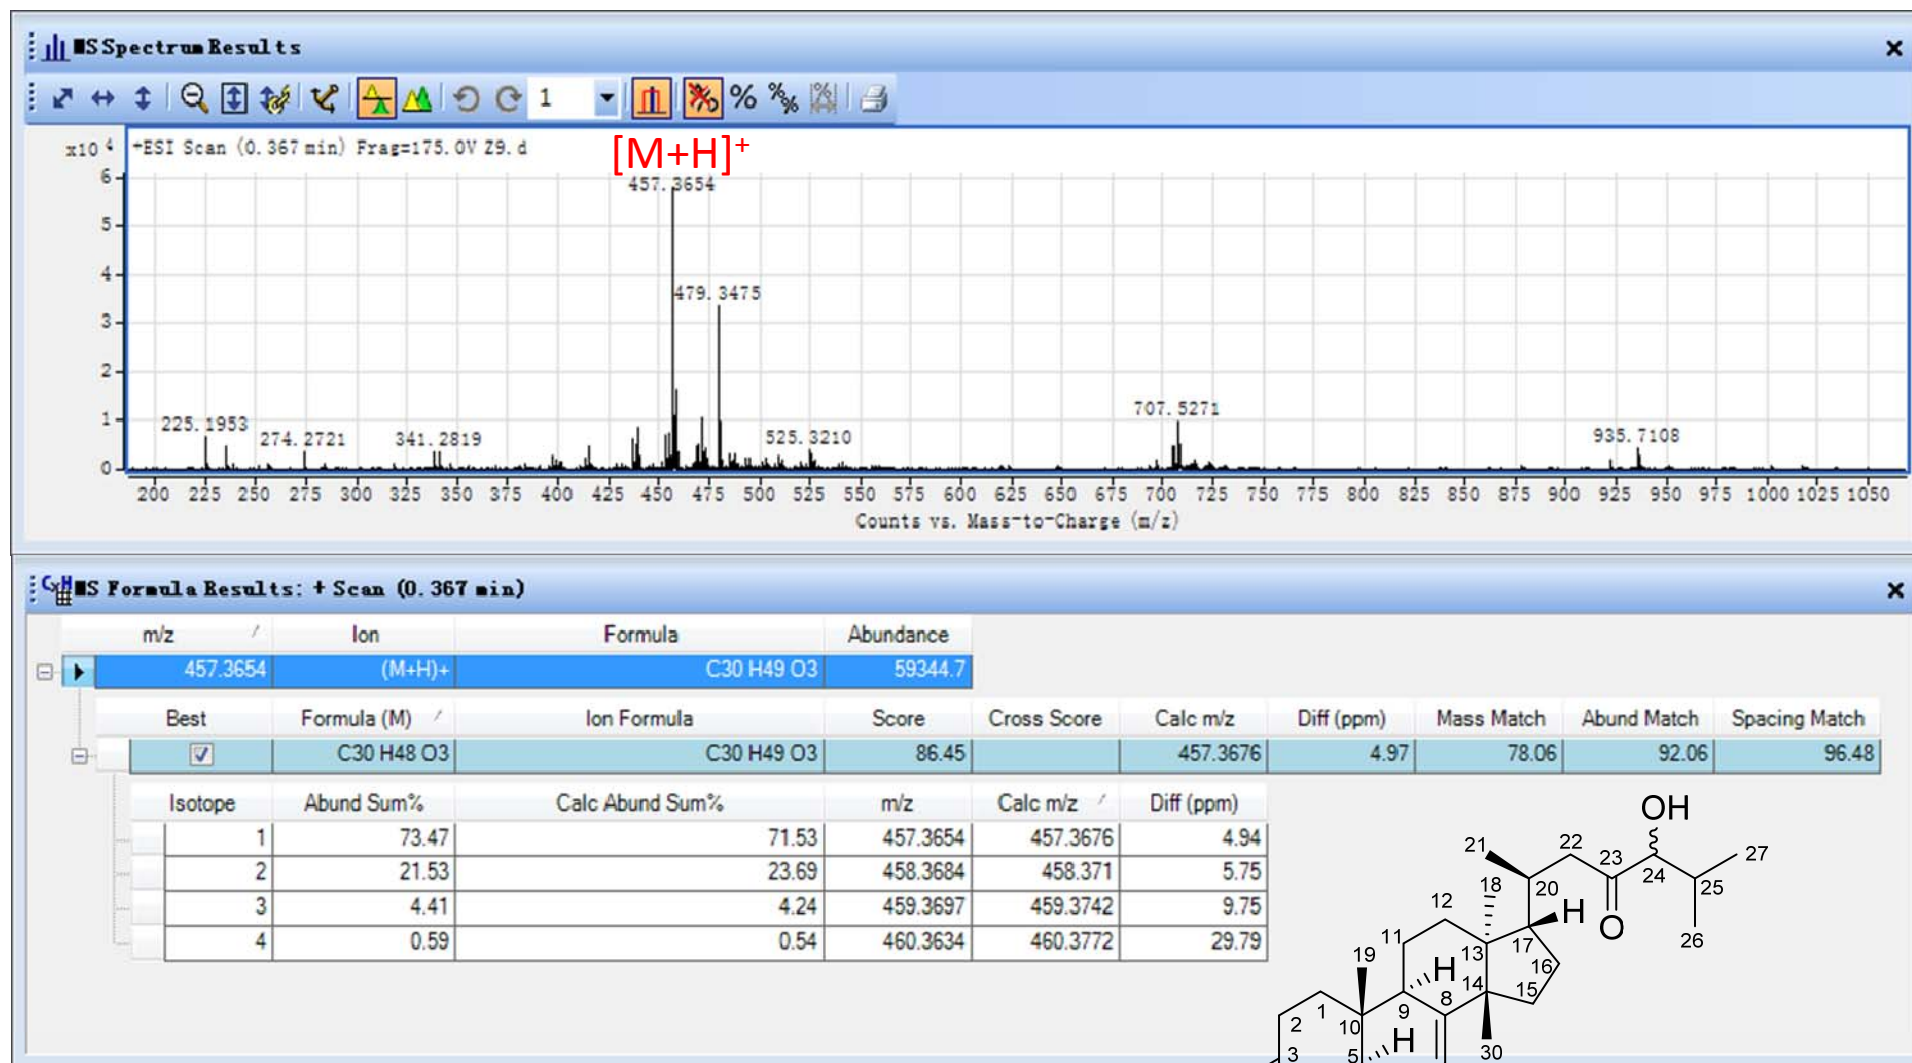 MS Spectrum Results
1
x10 4
+ESI Scan (0.367 min) Frag=175.0V Z9.d
[M+H]+
6
5
4
3
2
1
0
457.3654
479.3475
225.1953
274.2721
341.2819
525.3210
707.5271
935.7108
200 225 250 275 300 325 350 375 400 425 450 475 500 525 550 575 600 625 650 675 700 725 750 775 800 825 850 875 900 925 950 975 1000 1025 1050
Counts vs. Mass-to-Charge (m/z)
MS Formula Results: + Scan (0.367 min)
m/z Ion Formula Abundance
457.3654 (M+H)+ C30 H49 O3 59344.7
Best Formula (M) Ion Formula Score Cross Score Calc m/z Diff (ppm) Mass Match Abund Match Spacing Match
C30 H48 O3 C30 H49 O3 86.45 457.3676 4.97 78.06 92.06 96.48
Isotope Abund Sum% Calc Abund Sum% m/z Calc m/z Diff (ppm)
1 73.47 71.53 457.3654 457.3676 4.94
2 21.53 23.69 458.3684 458.371 5.75
3 4.41 4.24 459.3697 459.3742 9.75
4 0.59 0.54 460.3634 460.3772 29.79
OH
21 22 23 27
18 20 24 25
12 H O
11 17 26
19 13 16
H 14 15
1 9 8
2 10 30
3 5 H